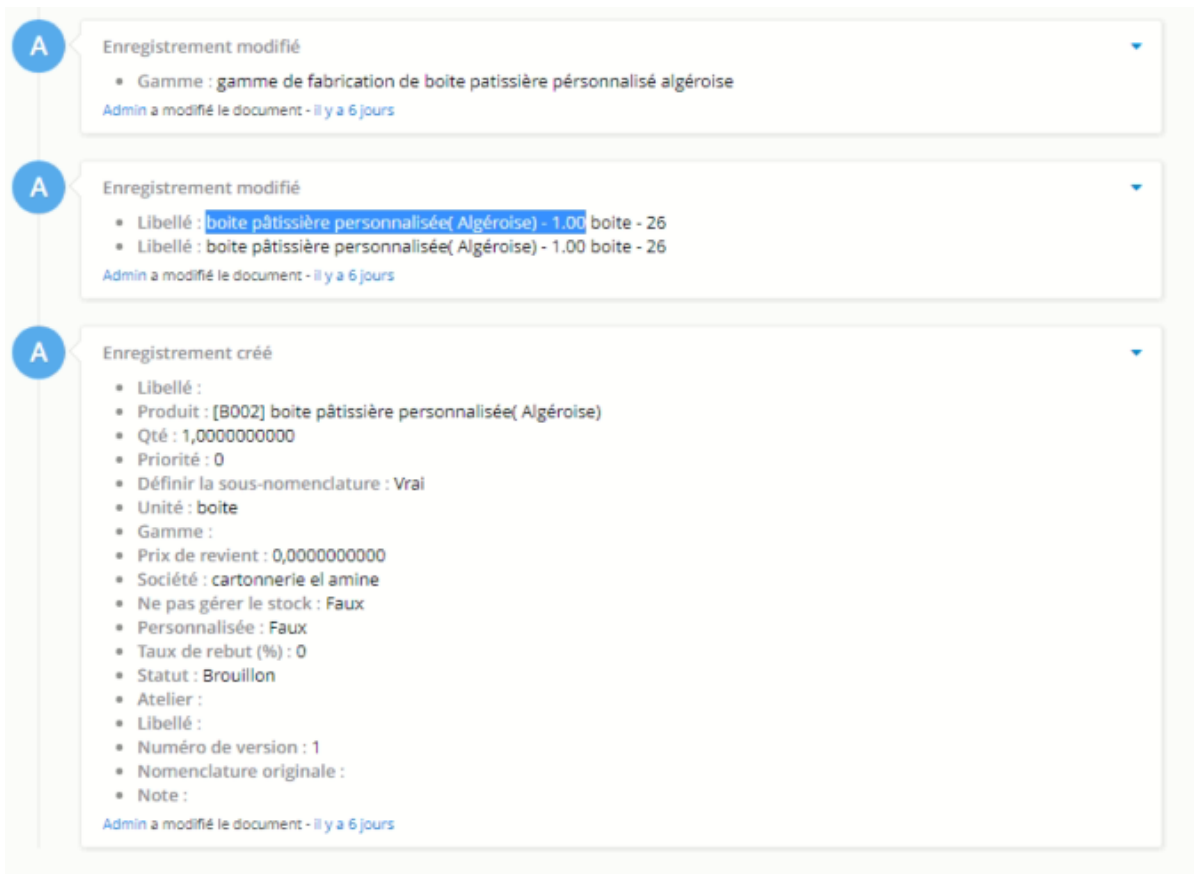 A
Enregistrement modifié
Gamme : gamme de fabrication de boite patissière pérsonnalisé algéroise
Admin a modifié le document - il y a 6 jours
A
Enregistrement modifié
Libellé : boite pâtissière personnalisée( Algéroise) - 1.00 boite - 26
Libellé : boite pâtissière personnalisée( Algéroise) - 1.00 boite - 26
Admin a modifié le document - il y a 6 jours
A
Enregistrement créé
Libellé :
Produit : [B002] boite pâtissière personnalisée( Algéroise)
Qté : 1,0000000000
Priorité : 0
Définir la sous-nomenclature : Vrai
Unité : boite
Gamme :
Prix de revient : 0,0000000000
Société : cartonnerie el amine
Ne pas gérer le stock : Faux
Personnalisée : Faux
Taux de rebut (%) : 0
Statut : Brouillon
Atelier :
Libellé :
Numéro de version : 1
Nomenclature originale :
Note :
Admin a modifié le document - il y a 6 jours